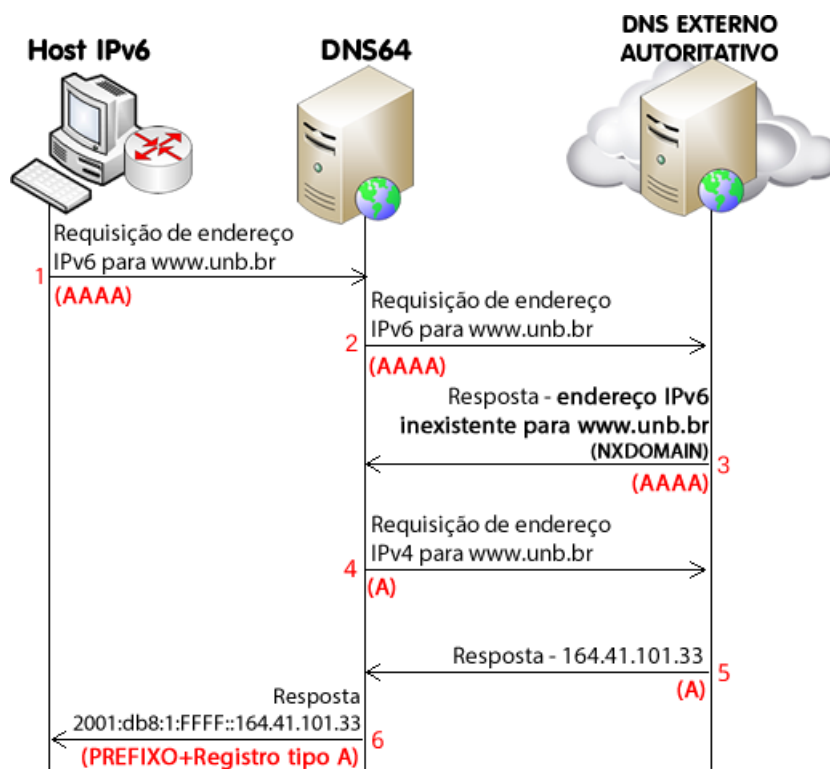 Host IPv6
DNS64
DNS EXTERNO
AUTORITATIVO
Requisição de endereço
IPv6 para www.unb.br
1
(AAAA)
Requisição de endereço
IPv6 para www.unb.br
2
(AAAA)
Resposta - endereço IPv6
inexistente para www.unb.br
(NXDOMAIN)
3
(AAAA)
Requisição de endereço
IPv4 para www.unb.br
4
(A)
Resposta - 164.41.101.33
5
(A)
Resposta
2001:db8:1:FFFF::164.41.101.33
6
(PREFIXO+Registro tipo A)